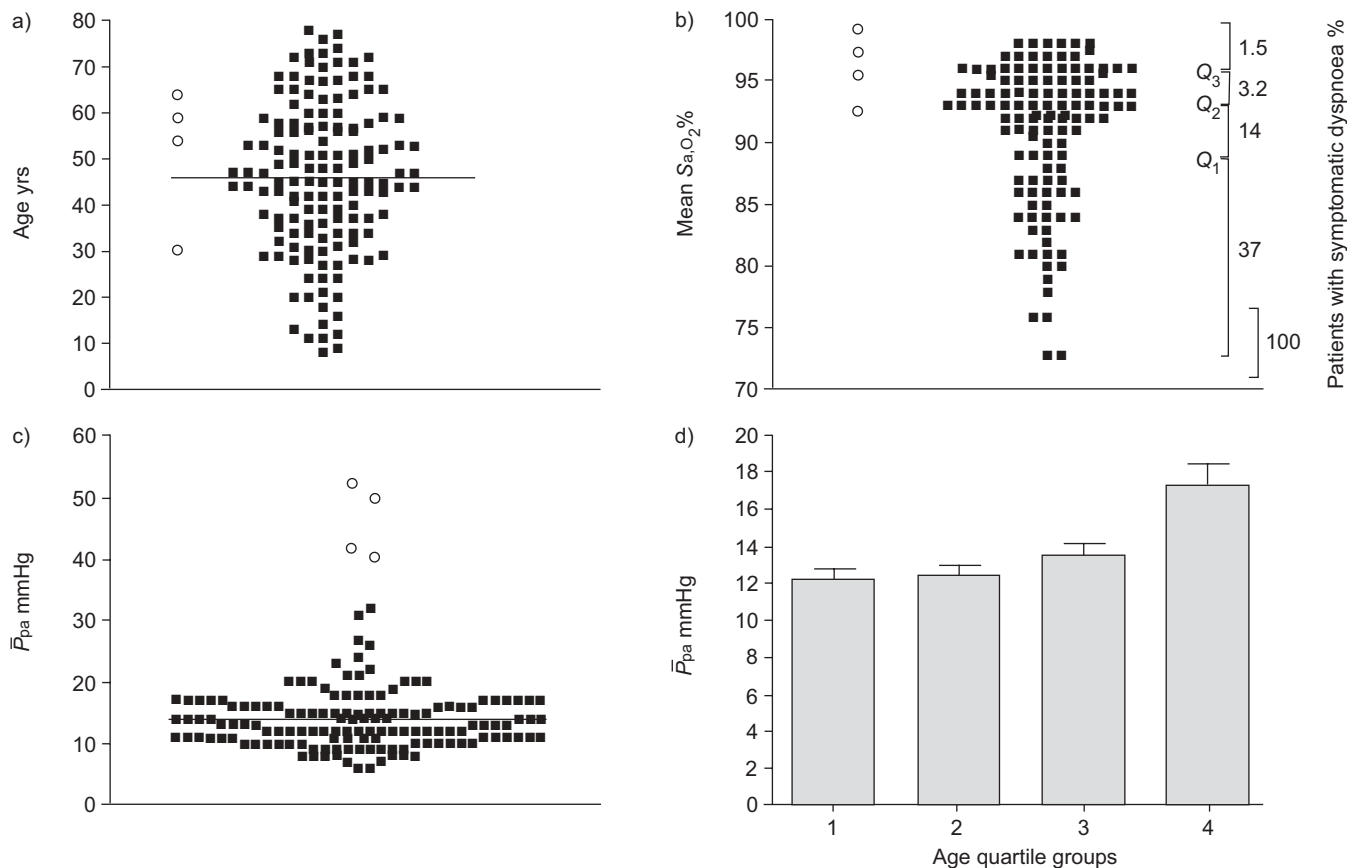 a)
80
70
60
50
40
30
20
10
0
Age yrs
b)
100
95
90
85
80
75
70
Mean Sa,O2%
Q3
Q2
Q1
1.5
3.2
14
37
100
Patients with symptomatic dyspnoea %
c)
60
50
40
30
20
10
0
P̄pa mmHg
d)
20
18
16
14
12
10
8
6
4
2
0
P̄pa mmHg
1 2 3 4
Age quartile groups